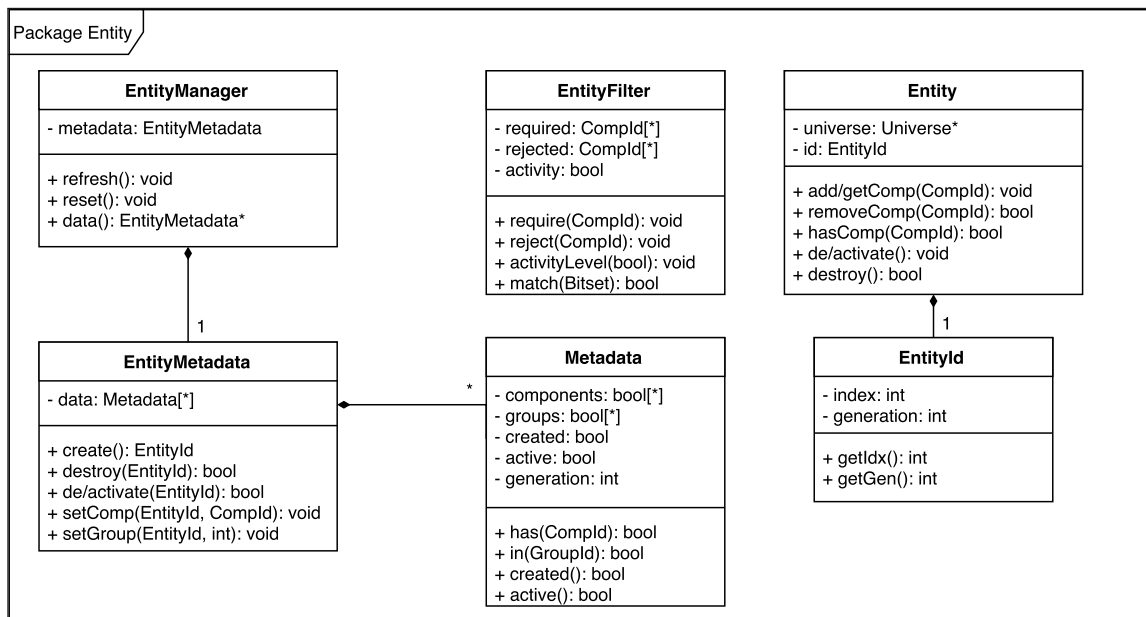 Package Entity
EntityManager
- metadata: EntityMetadata
+ refresh(): void
+ reset(): void
+ data(): EntityMetadata*
1
EntityMetadata
- data: Metadata[*]
+ create(): EntityId
+ destroy(EntityId): bool
+ de/activate(EntityId): bool
+ setComp(EntityId, CompId): void
+ setGroup(EntityId, int): void
*
EntityFilter
- required: CompId[*]
- rejected: CompId[*]
- activity: bool
+ require(CompId): void
+ reject(CompId): void
+ activityLevel(bool): void
+ match(Bitset): bool
Metadata
- components: bool[*]
- groups: bool[*]
- created: bool
- active: bool
- generation: int
+ has(CompId): bool
+ in(GroupId): bool
+ created(): bool
+ active(): bool
Entity
- universe: Universe*
- id: EntityId
+ add/getComp(CompId): void
+ removeComp(CompId): bool
+ hasComp(CompId): bool
+ de/activate(): void
+ destroy(): bool
1
EntityId
- index: int
- generation: int
+ getIdx(): int
+ getGen(): int